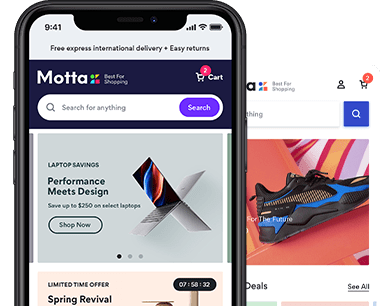 9:41
Free express international delivery + Easy returns
Motta
Best For
Shopping
2
Cart
Search for anything
Search
LAPTOP SAVINGS
Performance
Meets Design
Save up to $250 on select laptops
Shop Now
LIMITED TIME OFFER
07 : 58 : 32
Spring Revival
Best For
Shopping
2
For The Future
Deals
See All